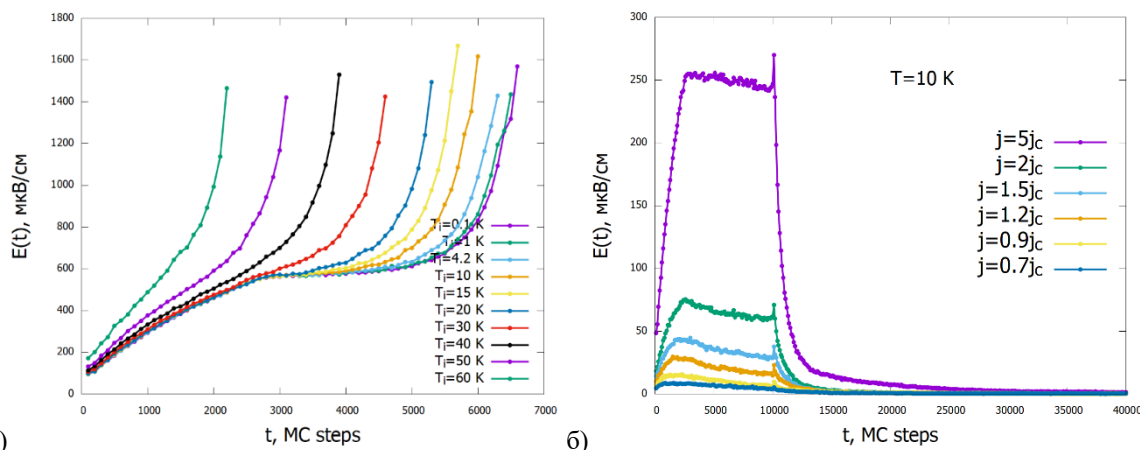 1800
1600
1400
1200
1000
800
600
400
200
0
0 1000 2000 3000 4000 5000 6000 7000
E(t), мкВ/см
t, MC steps
Ti=0.1 K
Ti=1 K
Ti=4.2 K
Ti=10 K
Ti=15 K
Ti=20 K
Ti=30 K
Ti=40 K
Ti=50 K
Ti=60 K
)
б)
300
250
200
150
100
50
0
0 5000 10000 15000 20000 25000 30000 35000 40000
E(t), мкВ/см
t, MC steps
T=10 K
j=5jc
j=2jc
j=1.5jc
j=1.2jc
j=0.9jc
j=0.7jc